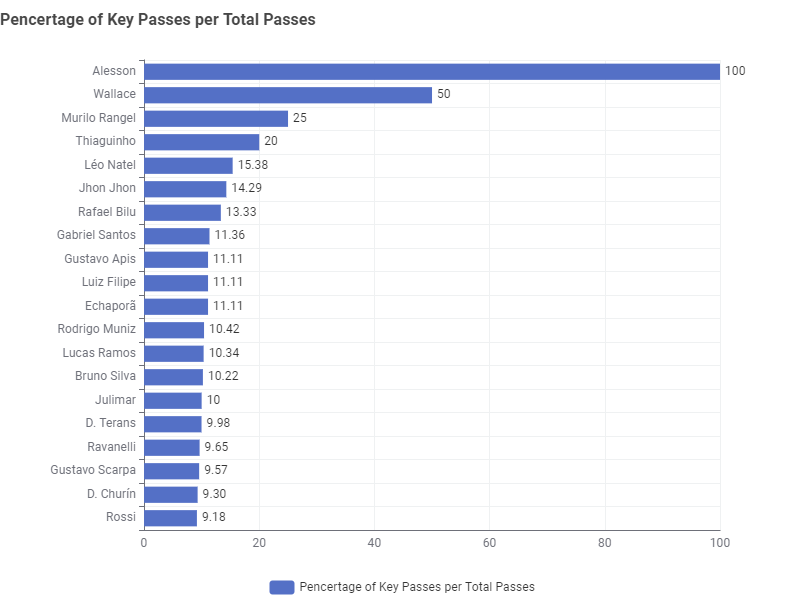 Pencertage of Key Passes per Total Passes
Alesson 100
Wallace 50
Murilo Rangel 25
Thiaguinho 20
Léo Natel 15.38
Jhon Jhon 14.29
Rafael Bilu 13.33
Gabriel Santos 11.36
Gustavo Apis 11.11
Luiz Filipe 11.11
Echaporã 11.11
Rodrigo Muniz 10.42
Lucas Ramos 10.34
Bruno Silva 10.22
Julimar 10
D. Terans 9.98
Ravanelli 9.65
Gustavo Scarpa 9.57
D. Churín 9.30
Rossi 9.18
0 20 40 60 80 100
Pencertage of Key Passes per Total Passes